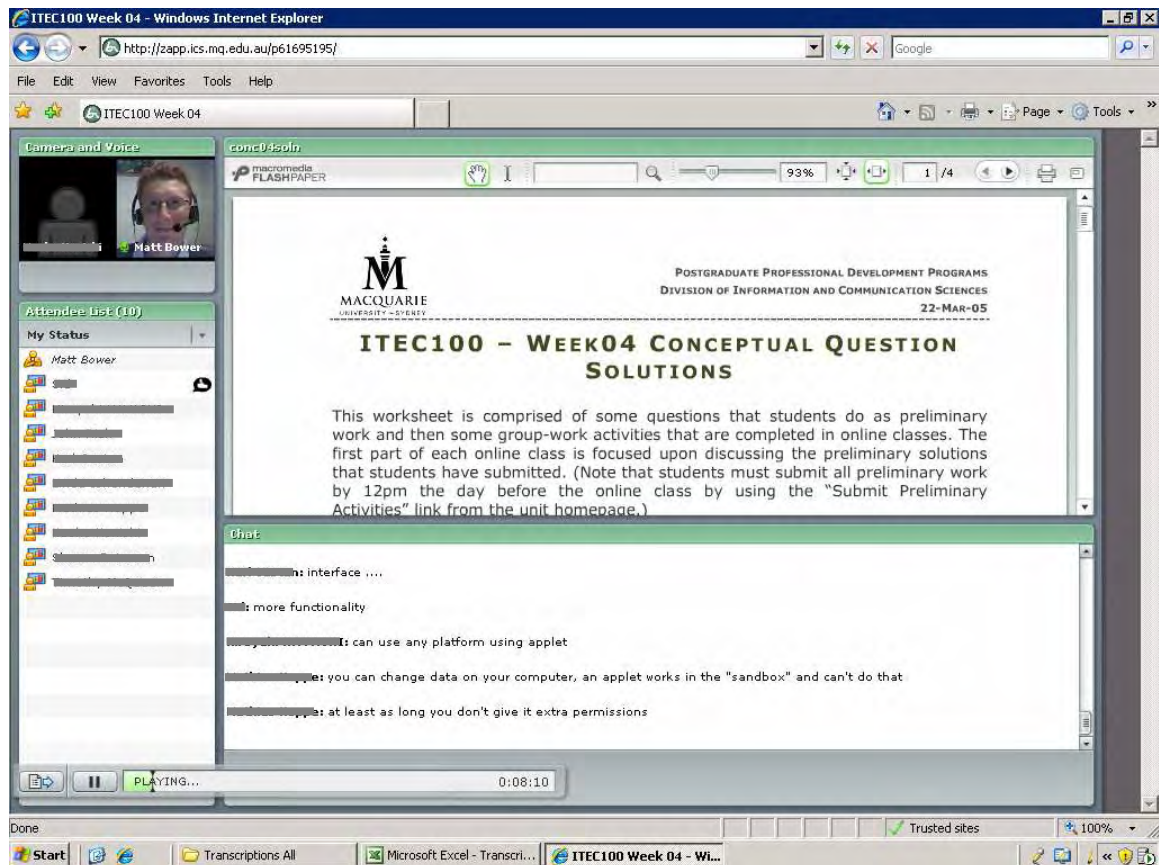 ITEC100 Week 04 - Windows Internet Explorer
http://zapp.ics.mq.edu.au/p61695195/
Google
File Edit View Favorites Tools Help
ITEC100 Week 04
Page Tools
Camera and Voice
Matt Bower
Attendee List (10)
My Status
Matt Bower
conc04soln
macromedia
FLASHPAPER
93%
1 /4
MACQUARIE
UNIVERSITY ~ SYDNEY
POSTGRADUATE PROFESSIONAL DEVELOPMENT PROGRAMS
DIVISION OF INFORMATION AND COMMUNICATION SCIENCES
22-MAR-05
ITEC100 – WEEK04 CONCEPTUAL QUESTION
SOLUTIONS
This worksheet is comprised of some questions that students do as preliminary
work and then some group-work activities that are completed in online classes. The
first part of each online class is focused upon discussing the preliminary solutions
that students have submitted. (Note that students must submit all preliminary work
by 12pm the day before the online class by using the “Submit Preliminary
Activities” link from the unit homepage.)
Chat
interface ....
more functionality
can use any platform using applet
you can change data on your computer, an applet works in the "sandbox" and can't do that
at least as long you don't give it extra permissions
PLAYING... 0:08:10
Done
Trusted sites
100%
Start
Transcriptions All
Microsoft Excel - Transcri...
ITEC100 Week 04 - Wi...